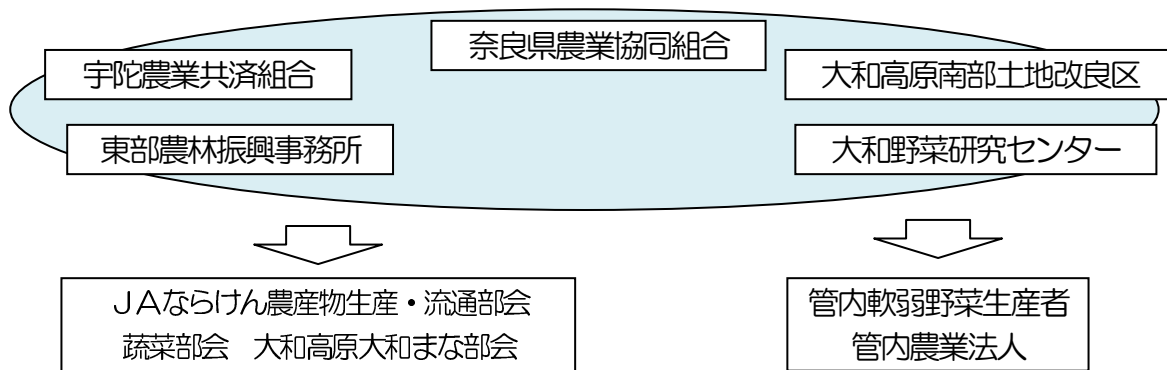 奈良県農業協同組合
宇陀農業共済組合
大和高原南部土地改良区
東部農林振興事務所
大和野菜研究センター
JAならけん農産物生産・流通部会
蔬菜部会　大和高原大和まな部会
管内軟弱野菜生産者
管内農業法人